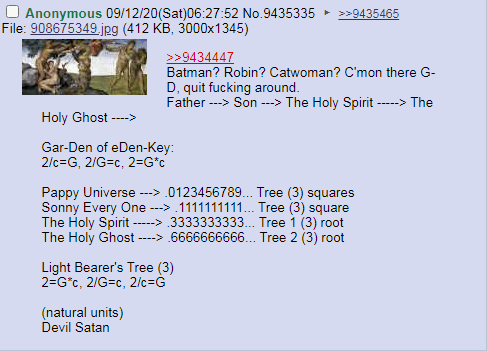 Anonymous 09/12/20(Sat)06:27:52 No.9435335 ▶ >>9435465
File: 908675349.jpg (412 KB, 3000x1345)
>>9434447
Batman? Robin? Catwoman? C'mon there G-
D, quit fucking around.
Father ---> Son ---> The Holy Spirit -----> The
Holy Ghost ---->
Gar-Den of eDen-Key:
2/c=G, 2/G=c, 2=G*c
Pappy Universe ---> .0123456789... Tree (3) squares
Sonny Every One ---> .1111111111... Tree (3) square
The Holy Spirit -----> .3333333333... Tree 1 (3) root
The Holy Ghost ----> .6666666666... Tree 2 (3) root
Light Bearer's Tree (3)
2=G*c, 2/G=c, 2/c=G
(natural units)
Devil Satan